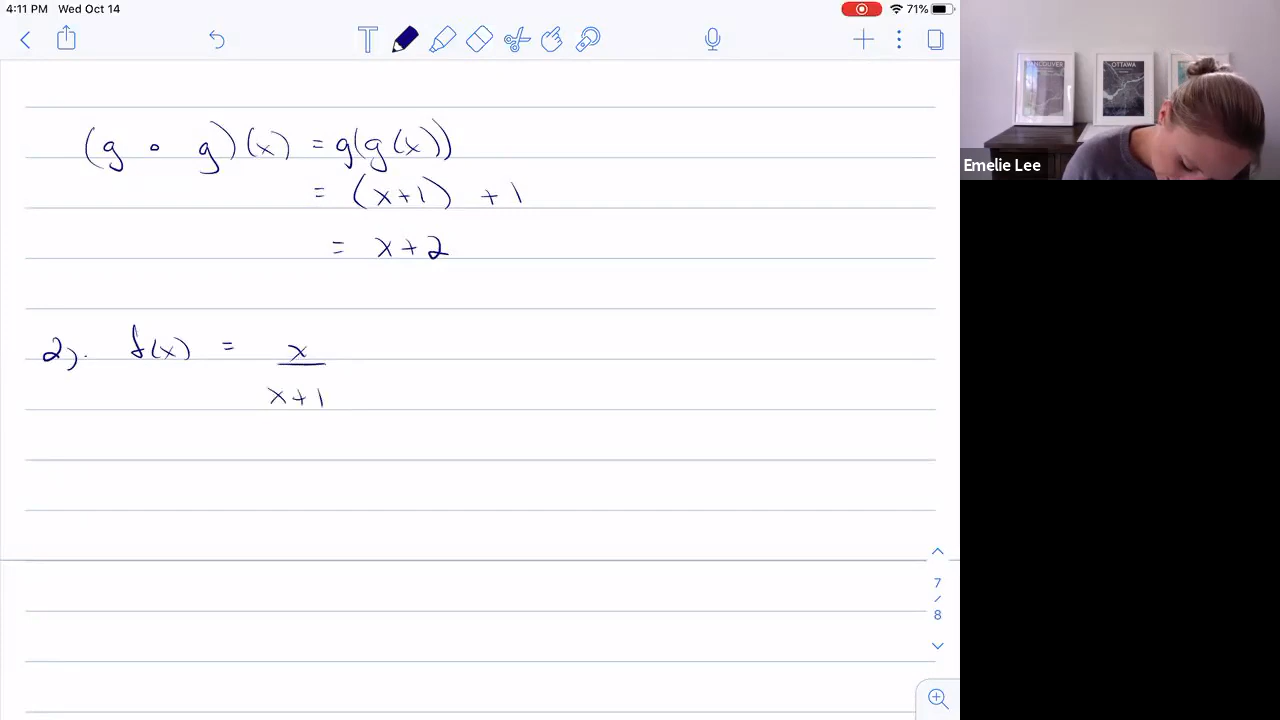 4:11 PM Wed Oct 14
71%
(g ∘ g)(x) = g(g(x))
= (x+1) + 1
= x+2
2). f(x) = x
x+1
VANCOUVER
OTTAWA
Emelie Lee
7
/
8